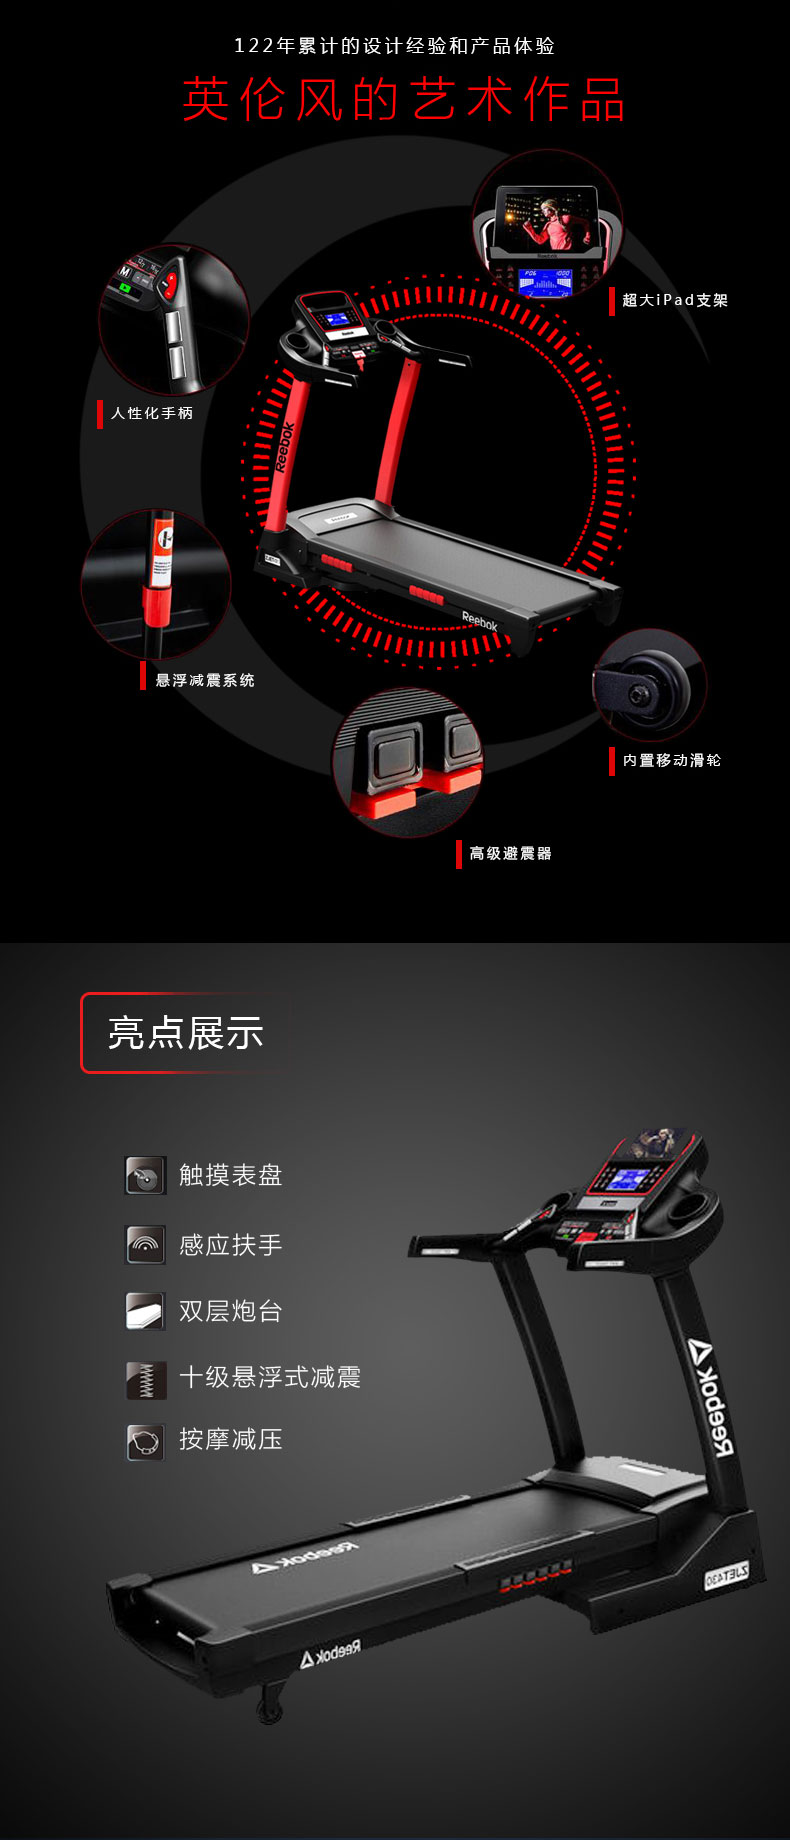 122年累计的设计经验和产品体验
英伦风的艺术作品
P06 1000
超大iPad支架
M
人性化手柄
Reebok
Reebok
悬浮减震系统
内置移动滑轮
高级避震器
亮点展示
触摸表盘
感应扶手
双层炮台
十级悬浮式减震
按摩减压
Reebok
Reebok
ZJET430
Reebok